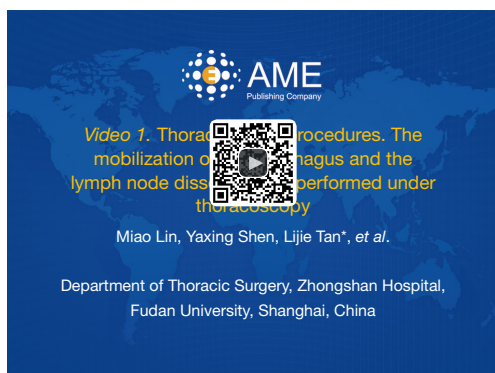 AME
Publishing Company
Video 1. Thorac rocedures. The
mobilization o hagus and the
lymph node disse performed under
thoracoscopy
Miao Lin, Yaxing Shen, Lijie Tan*, et al.
Department of Thoracic Surgery, Zhongshan Hospital,
Fudan University, Shanghai, China